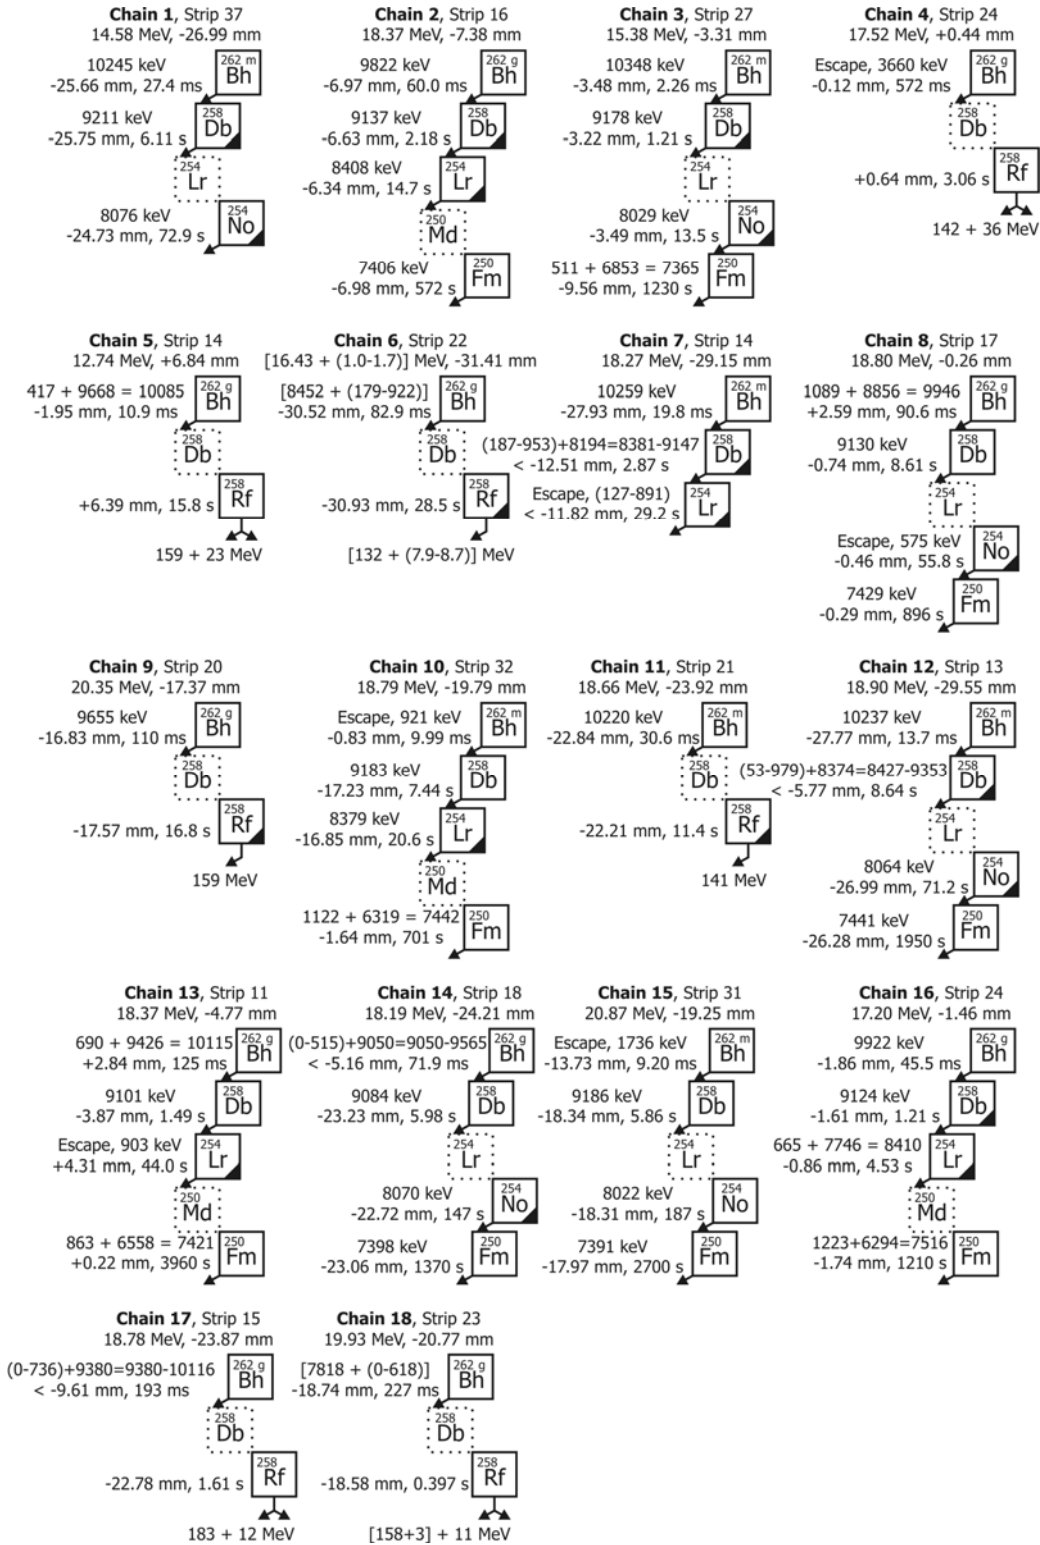 Chain 1, Strip 37
14.58 MeV, -26.99 mm
10245 keV
-25.66 mm, 27.4 ms
262 m
Bh
9211 keV
-25.75 mm, 6.11 s
258
Db
254
Lr
8076 keV
-24.73 mm, 72.9 s
254
No
Chain 2, Strip 16
18.37 MeV, -7.38 mm
9822 keV
-6.97 mm, 60.0 ms
262 g
Bh
9137 keV
-6.63 mm, 2.18 s
258
Db
8408 keV
-6.34 mm, 14.7 s
254
Lr
250
Md
7406 keV
-6.98 mm, 572 s
250
Fm
Chain 3, Strip 27
15.38 MeV, -3.31 mm
10348 keV
-3.48 mm, 2.26 ms
262 m
Bh
9178 keV
-3.22 mm, 1.21 s
258
Db
254
Lr
8029 keV
-3.49 mm, 13.5 s
254
No
511 + 6853 = 7365
-9.56 mm, 1230 s
250
Fm
Chain 4, Strip 24
17.52 MeV, +0.44 mm
Escape, 3660 keV
-0.12 mm, 572 ms
262 g
Bh
258
Db
+0.64 mm, 3.06 s
258
Rf
142 + 36 MeV
Chain 5, Strip 14
12.74 MeV, +6.84 mm
417 + 9668 = 10085
-1.95 mm, 10.9 ms
262 g
Bh
258
Db
+6.39 mm, 15.8 s
258
Rf
159 + 23 MeV
Chain 6, Strip 22
[16.43 + (1.0-1.7)] MeV, -31.41 mm
[8452 + (179-922)]
-30.52 mm, 82.9 ms
262 g
Bh
258
Db
-30.93 mm, 28.5 s
258
Rf
[132 + (7.9-8.7)] MeV
Chain 7, Strip 14
18.27 MeV, -29.15 mm
10259 keV
-27.93 mm, 19.8 ms
262 m
Bh
(187-953)+8194=8381-9147
< -12.51 mm, 2.87 s
258
Db
Escape, (127-891)
< -11.82 mm, 29.2 s
254
Lr
Chain 8, Strip 17
18.80 MeV, -0.26 mm
1089 + 8856 = 9946
+2.59 mm, 90.6 ms
262 g
Bh
9130 keV
-0.74 mm, 8.61 s
258
Db
254
Lr
Escape, 575 keV
-0.46 mm, 55.8 s
254
No
7429 keV
-0.29 mm, 896 s
250
Fm
Chain 9, Strip 20
20.35 MeV, -17.37 mm
9655 keV
-16.83 mm, 110 ms
262 g
Bh
258
Db
-17.57 mm, 16.8 s
258
Rf
159 MeV
Chain 10, Strip 32
18.79 MeV, -19.79 mm
Escape, 921 keV
-0.83 mm, 9.99 ms
262 m
Bh
9183 keV
-17.23 mm, 7.44 s
258
Db
8379 keV
-16.85 mm, 20.6 s
254
Lr
250
Md
1122 + 6319 = 7442
-1.64 mm, 701 s
250
Fm
Chain 11, Strip 21
18.66 MeV, -23.92 mm
10220 keV
-22.84 mm, 30.6 ms
262 m
Bh
258
Db
-22.21 mm, 11.4 s
258
Rf
141 MeV
Chain 12, Strip 13
18.90 MeV, -29.55 mm
10237 keV
-27.77 mm, 13.7 ms
262 m
Bh
(53-979)+8374=8427-9353
< -5.77 mm, 8.64 s
258
Db
254
Lr
8064 keV
-26.99 mm, 71.2 s
254
No
7441 keV
-26.28 mm, 1950 s
250
Fm
Chain 13, Strip 11
18.37 MeV, -4.77 mm
690 + 9426 = 10115
+2.84 mm, 125 ms
262 g
Bh
9101 keV
-3.87 mm, 1.49 s
258
Db
Escape, 903 keV
+4.31 mm, 44.0 s
254
Lr
250
Md
863 + 6558 = 7421
+0.22 mm, 3960 s
250
Fm
Chain 14, Strip 18
18.19 MeV, -24.21 mm
(0-515)+9050=9050-9565
< -5.16 mm, 71.9 ms
262 g
Bh
9084 keV
-23.23 mm, 5.98 s
258
Db
254
Lr
8070 keV
-22.72 mm, 147 s
254
No
7398 keV
-23.06 mm, 1370 s
250
Fm
Chain 15, Strip 31
20.87 MeV, -19.25 mm
Escape, 1736 keV
-13.73 mm, 9.20 ms
262 m
Bh
9186 keV
-18.34 mm, 5.86 s
258
Db
254
Lr
8022 keV
-18.31 mm, 187 s
254
No
7391 keV
-17.97 mm, 2700 s
250
Fm
Chain 16, Strip 24
17.20 MeV, -1.46 mm
9922 keV
-1.86 mm, 45.5 ms
262 g
Bh
9124 keV
-1.61 mm, 1.21 s
258
Db
665 + 7746 = 8410
-0.86 mm, 4.53 s
254
Lr
250
Md
1223+6294=7516
-1.74 mm, 1210 s
250
Fm
Chain 17, Strip 15
18.78 MeV, -23.87 mm
(0-736)+9380=9380-10116
< -9.61 mm, 193 ms
262 g
Bh
258
Db
-22.78 mm, 1.61 s
258
Rf
183 + 12 MeV
Chain 18, Strip 23
19.93 MeV, -20.77 mm
[7818 + (0-618)]
-18.74 mm, 227 ms
262 g
Bh
258
Db
-18.58 mm, 0.397 s
258
Rf
[158+3] + 11 MeV